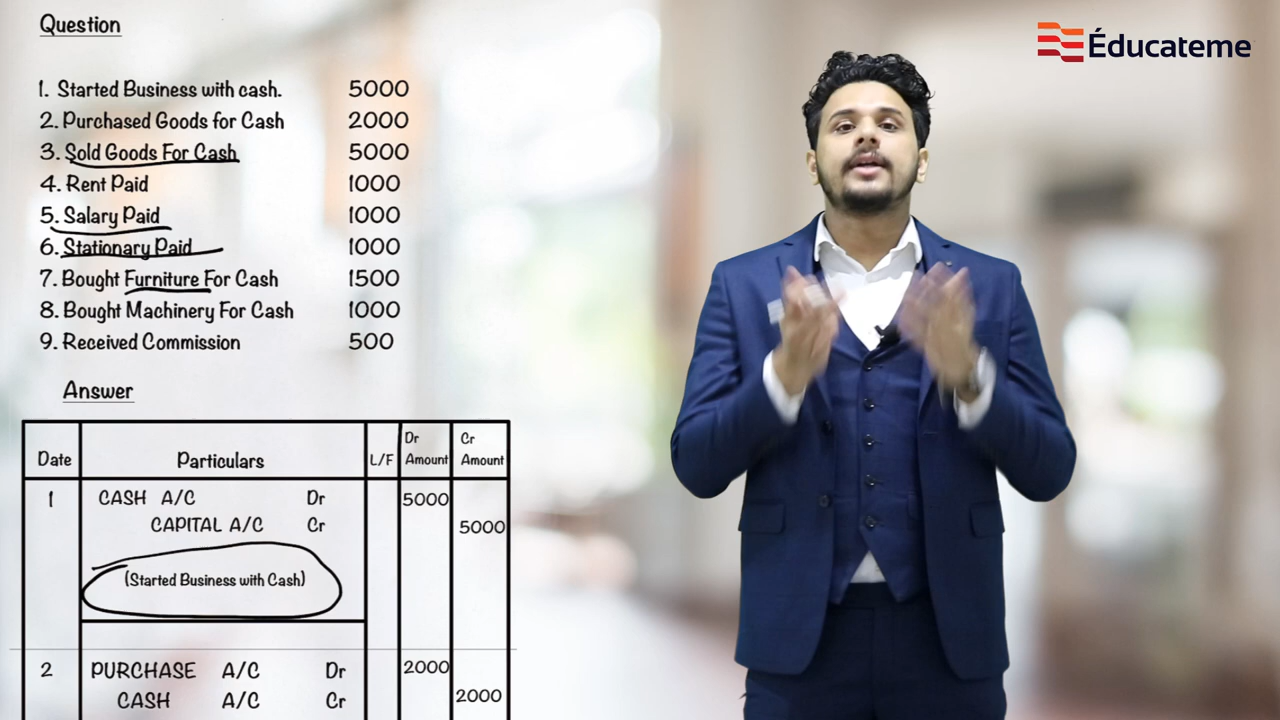 Question
Éducateme
1. Started Business with cash. 5000
2. Purchased Goods for Cash 2000
3. Sold Goods For Cash 5000
4. Rent Paid 1000
5. Salary Paid 1000
6. Stationary Paid 1000
7. Bought Furniture For Cash 1500
8. Bought Machinery For Cash 1000
9. Received Commission 500
Answer
Date Particulars L/F Dr Amount Cr Amount
1 CASH A/C Dr 5000
CAPITAL A/C Cr 5000
(Started Business with Cash)
2 PURCHASE A/C Dr 2000
CASH A/C Cr 2000